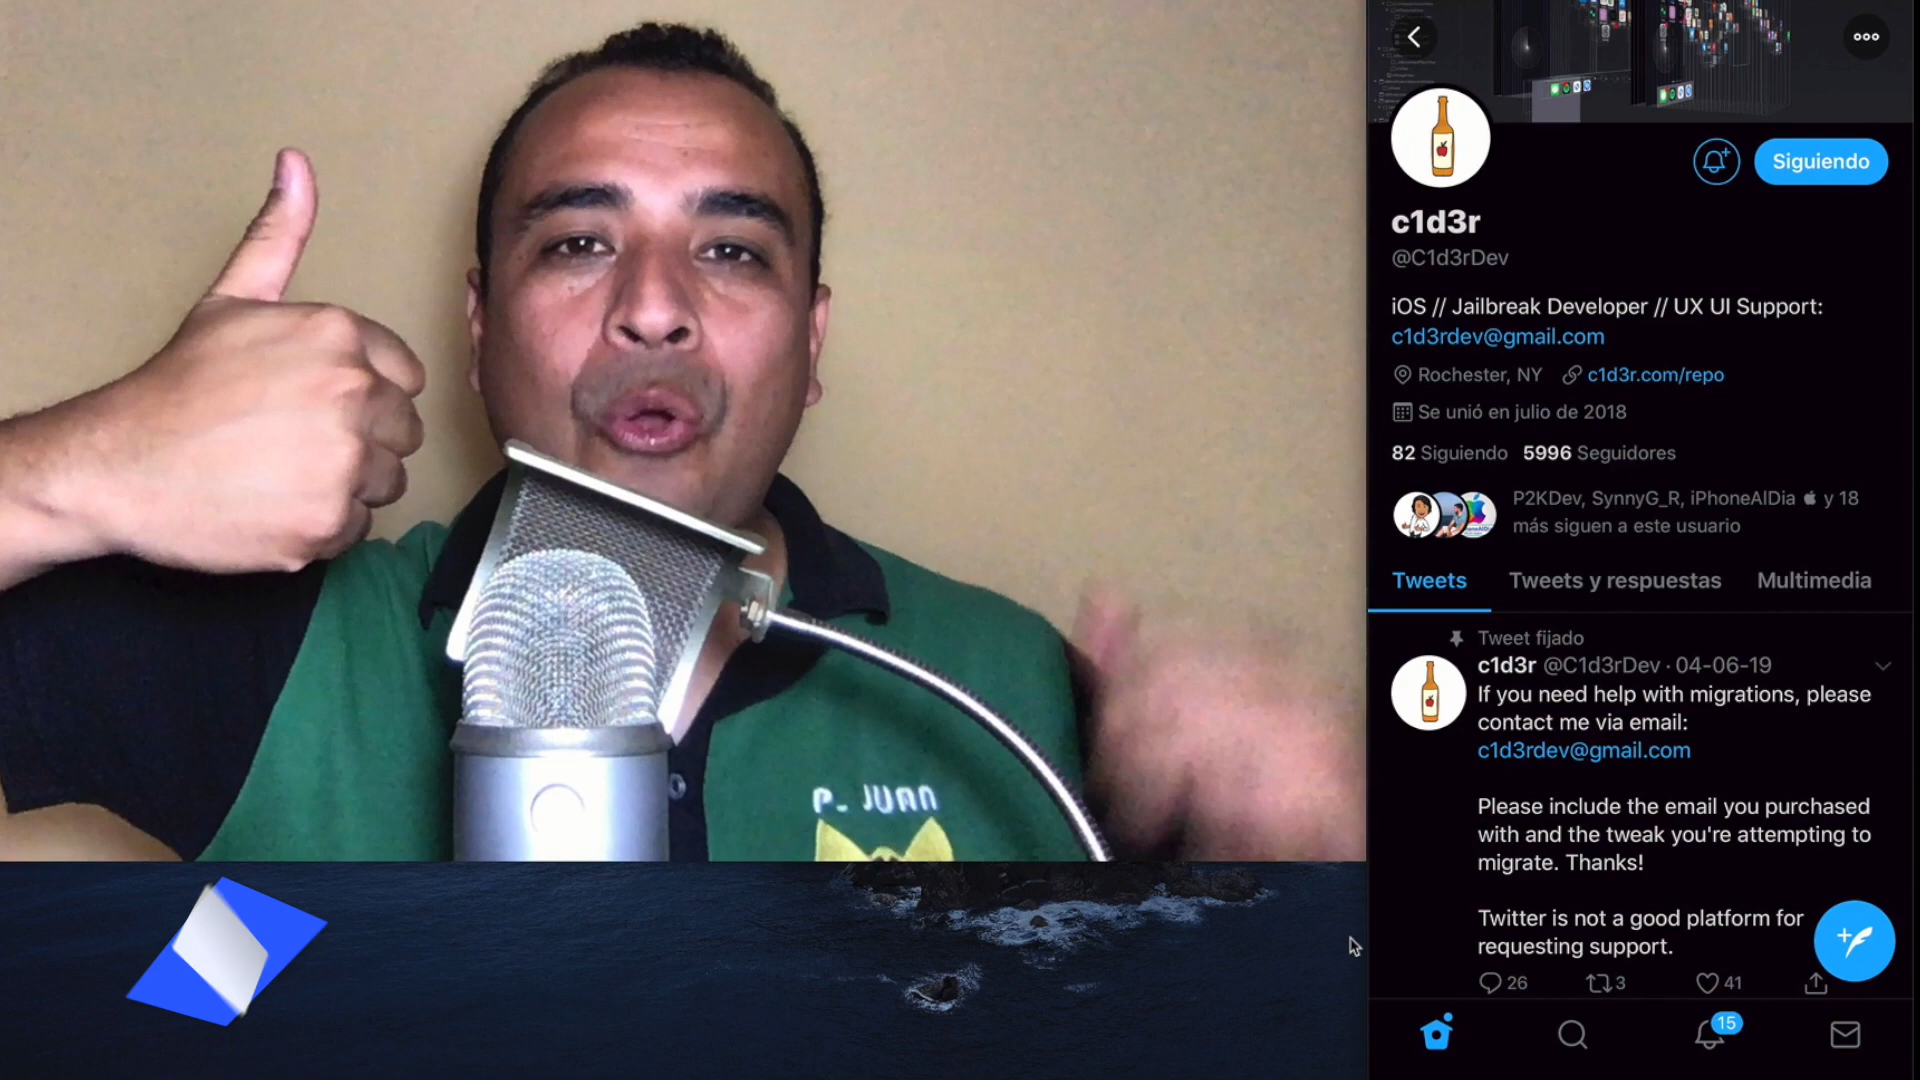 P. JUAN
Siguiendo
c1d3r
@C1d3rDev
iOS // Jailbreak Developer // UX UI Support:
c1d3rdev@gmail.com
Rochester, NY c1d3r.com/repo
Se unió en julio de 2018
82 Siguiendo 5996 Seguidores
P2KDev, SynnyG_R, iPhoneAlDia y 18
más siguen a este usuario
Tweets Tweets y respuestas Multimedia
Tweet fijado
c1d3r @C1d3rDev · 04-06-19
If you need help with migrations, please
contact me via email:
c1d3rdev@gmail.com
Please include the email you purchased
with and the tweak you're attempting to
migrate. Thanks!
Twitter is not a good platform for
requesting support.
26 3 41
15